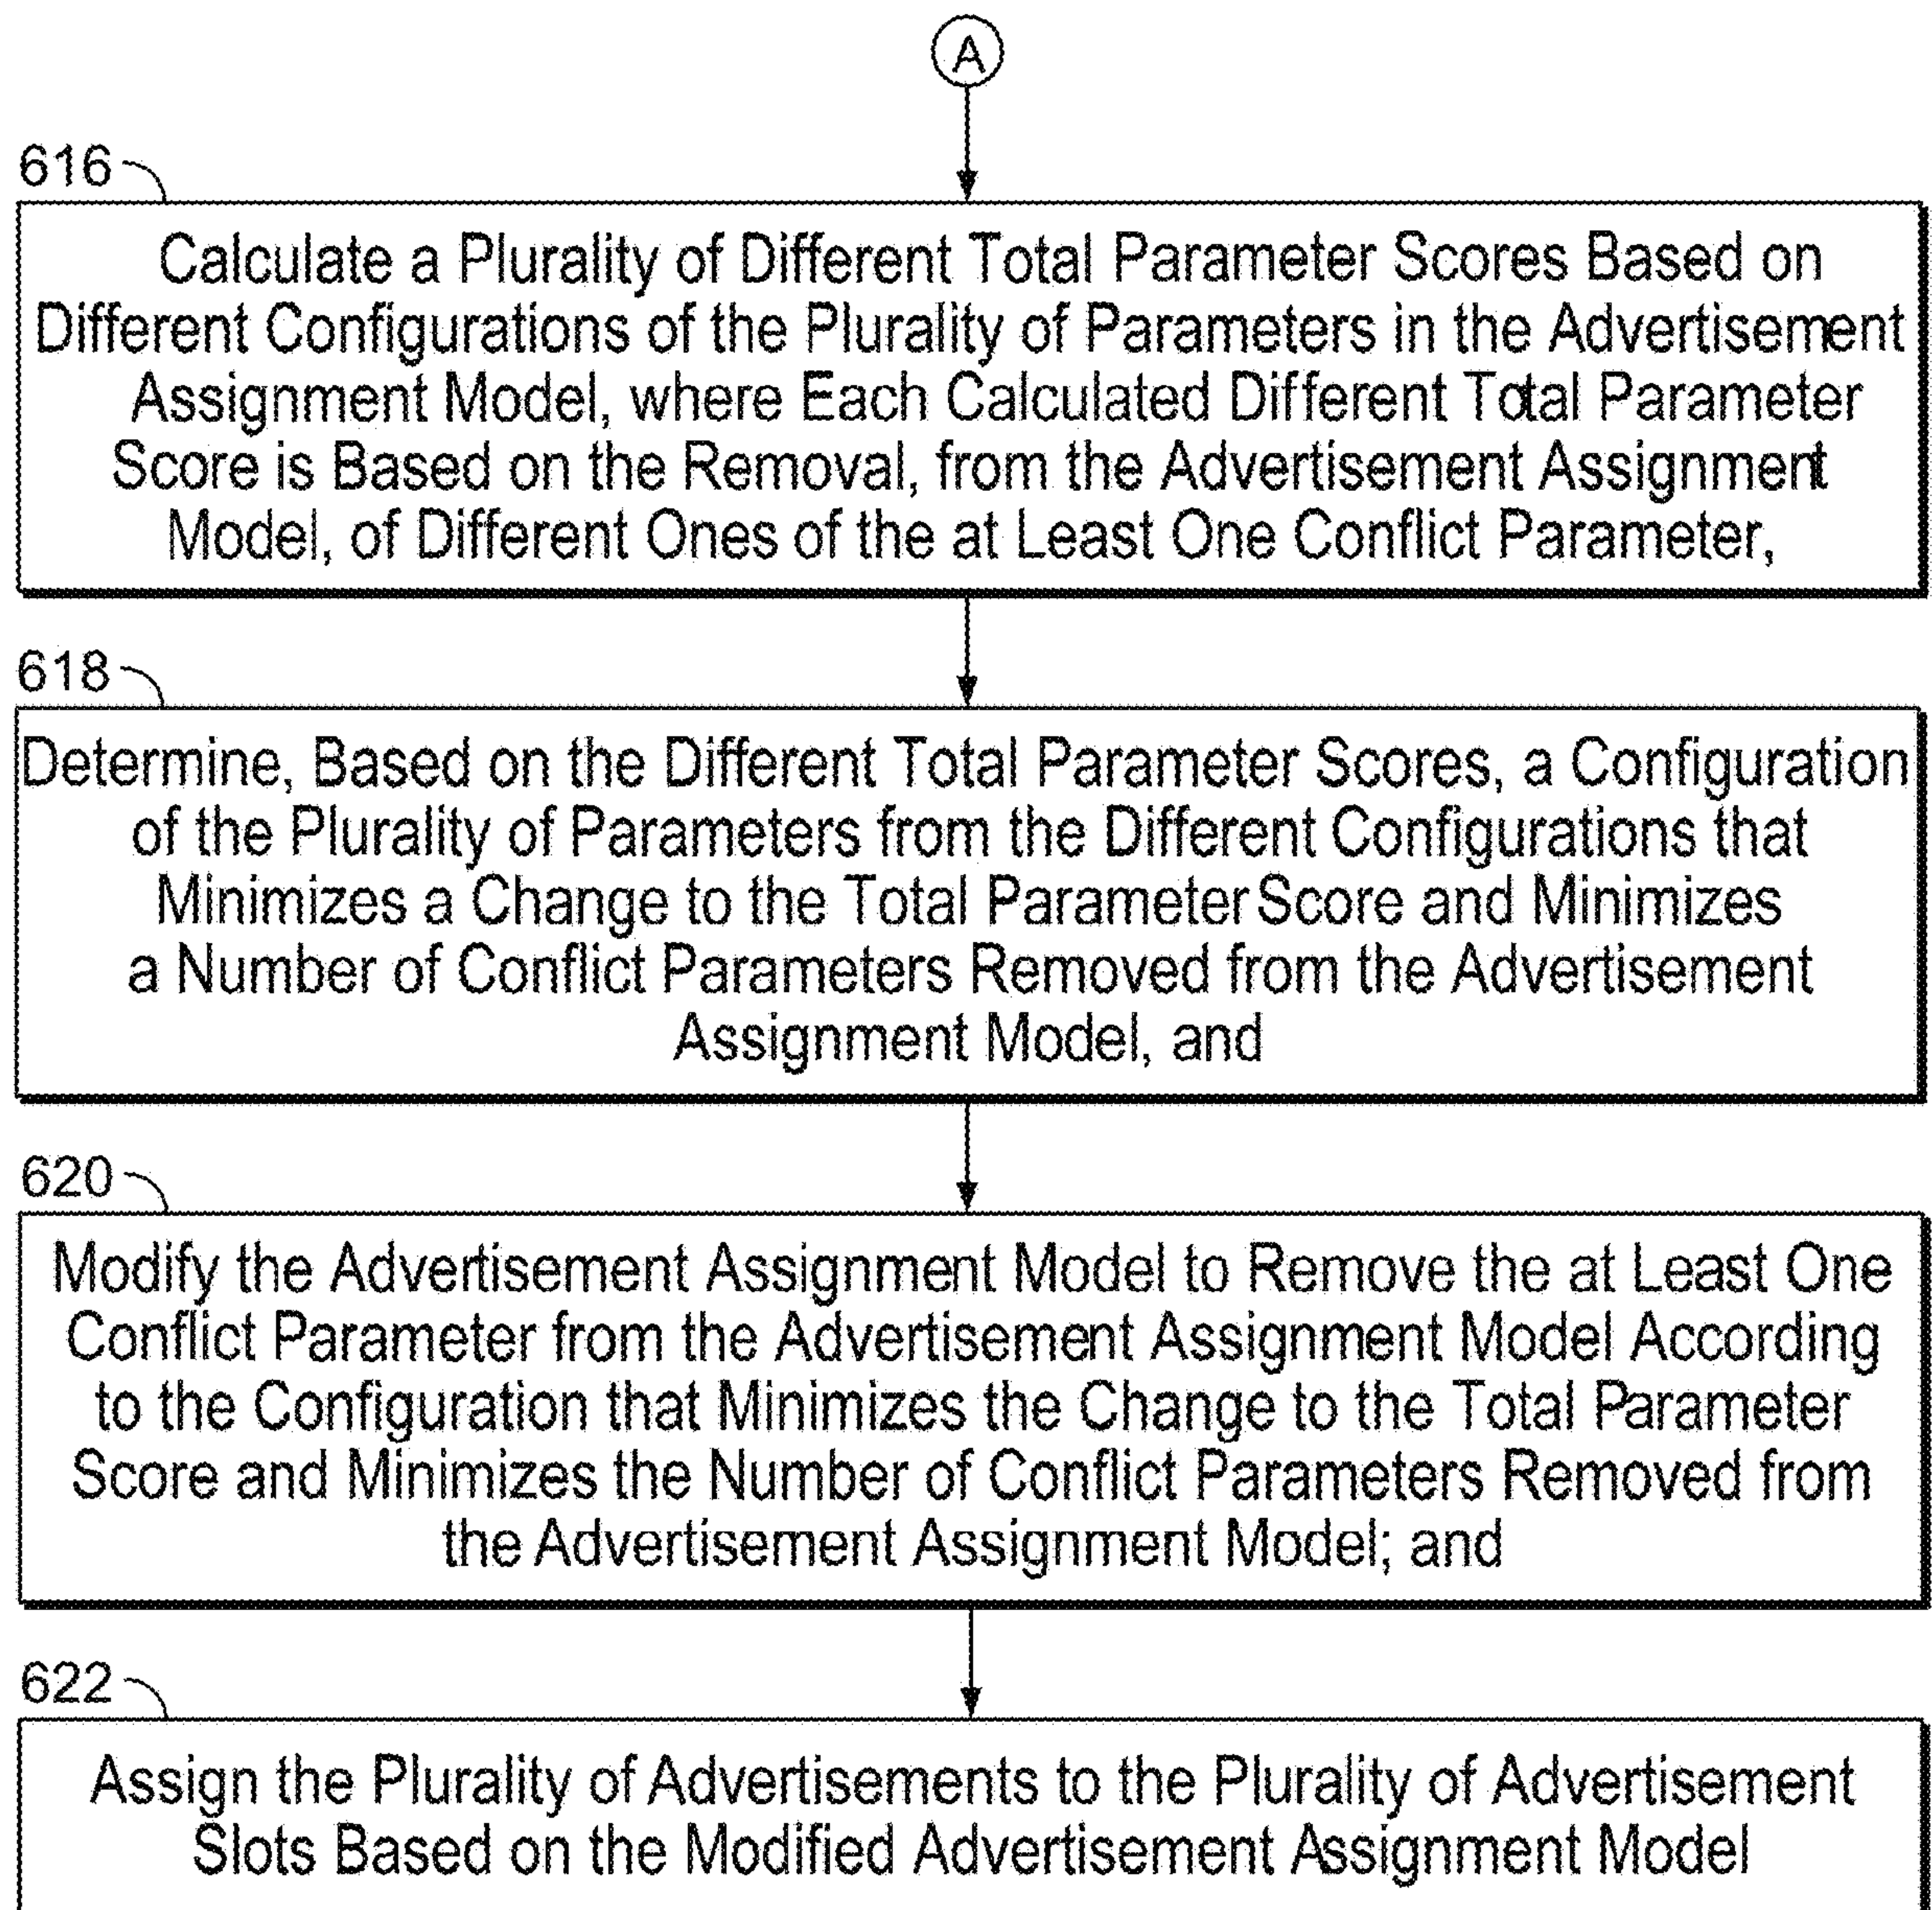 A
616
Calculate a Plurality of Different Total Parameter Scores Based on
Different Configurations of the Plurality of Parameters in the Advertisement
Assignment Model, where Each Calculated Different Total Parameter
Score is Based on the Removal, from the Advertisement Assignment
Model, of Different Ones of the at Least One Conflict Parameter,
618
Determine, Based on the Different Total Parameter Scores, a Configuration
of the Plurality of Parameters from the Different Configurations that
Minimizes a Change to the Total Parameter Score and Minimizes
a Number of Conflict Parameters Removed from the Advertisement
Assignment Model, and
620
Modify the Advertisement Assignment Model to Remove the at Least One
Conflict Parameter from the Advertisement Assignment Model According
to the Configuration that Minimizes the Change to the Total Parameter
Score and Minimizes the Number of Conflict Parameters Removed from
the Advertisement Assignment Model; and
622
Assign the Plurality of Advertisements to the Plurality of Advertisement
Slots Based on the Modified Advertisement Assignment Model